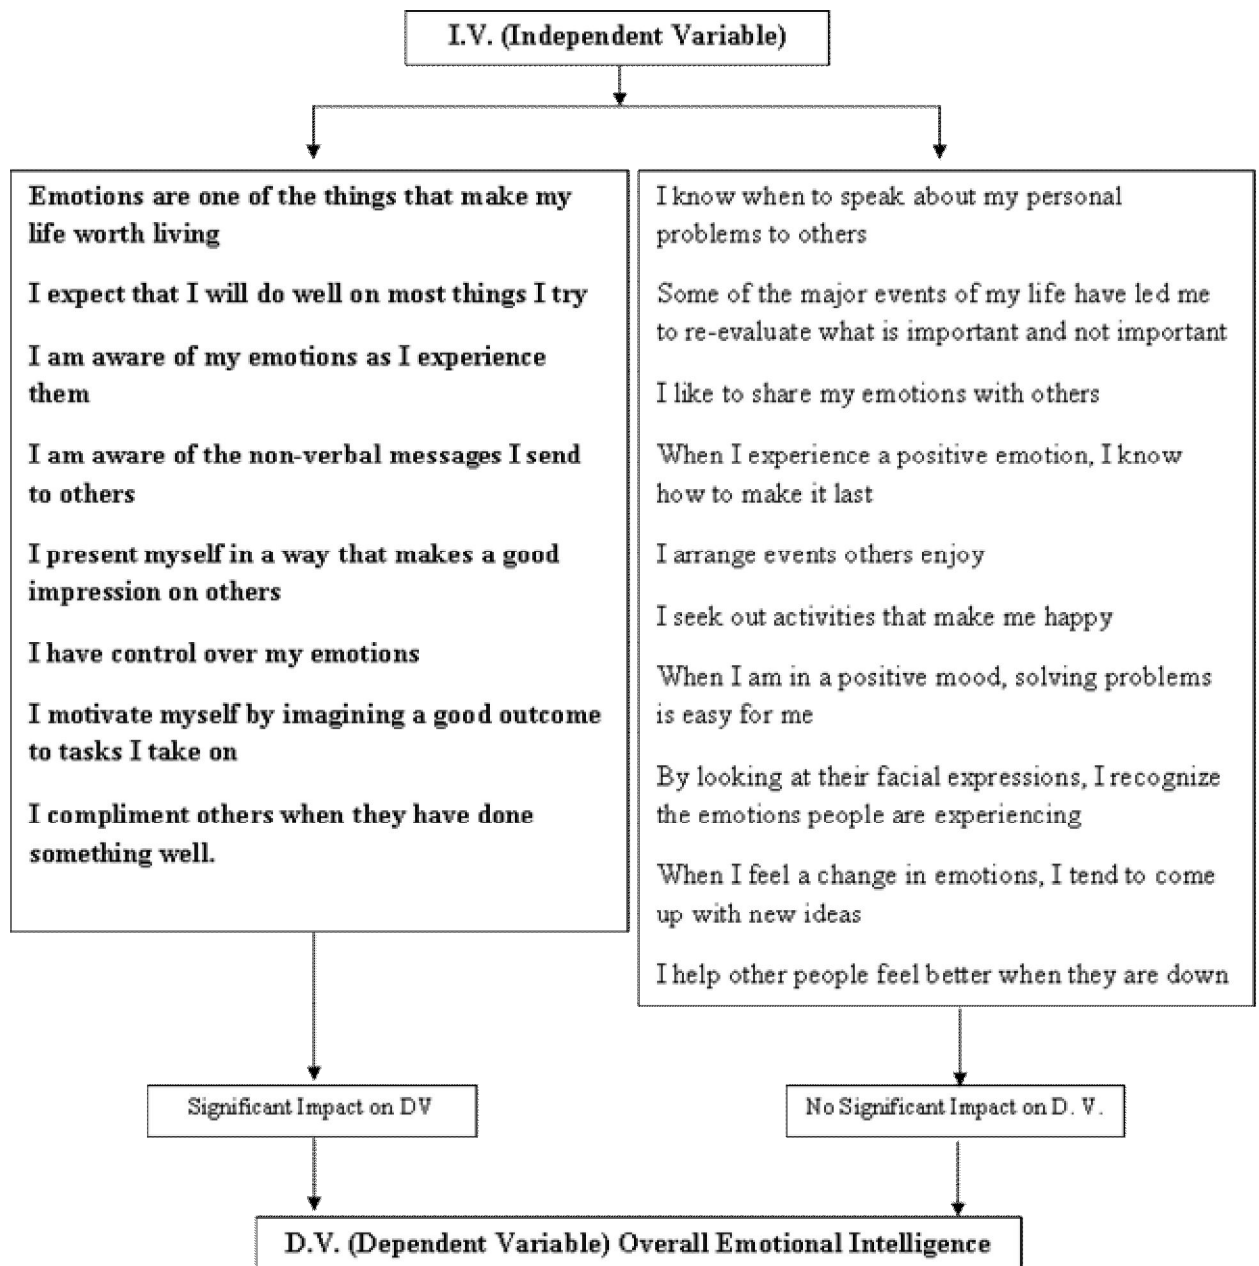 I.V. (Independent Variable)
Emotions are one of the things that make my
life worth living
I expect that I will do well on most things I try
I am aware of my emotions as I experience
them
I am aware of the non-verbal messages I send
to others
I present myself in a way that makes a good
impression on others
I have control over my emotions
I motivate myself by imagining a good outcome
to tasks I take on
I compliment others when they have done
something well.
I know when to speak about my personal
problems to others
Some of the major events of my life have led me
to re-evaluate what is important and not important
I like to share my emotions with others
When I experience a positive emotion, I know
how to make it last
I arrange events others enjoy
I seek out activities that make me happy
When I am in a positive mood, solving problems
is easy for me
By looking at their facial expressions, I recognize
the emotions people are experiencing
When I feel a change in emotions, I tend to come
up with new ideas
I help other people feel better when they are down
Significant Impact on DV
No Significant Impact on D. V.
D.V. (Dependent Variable) Overall Emotional Intelligence